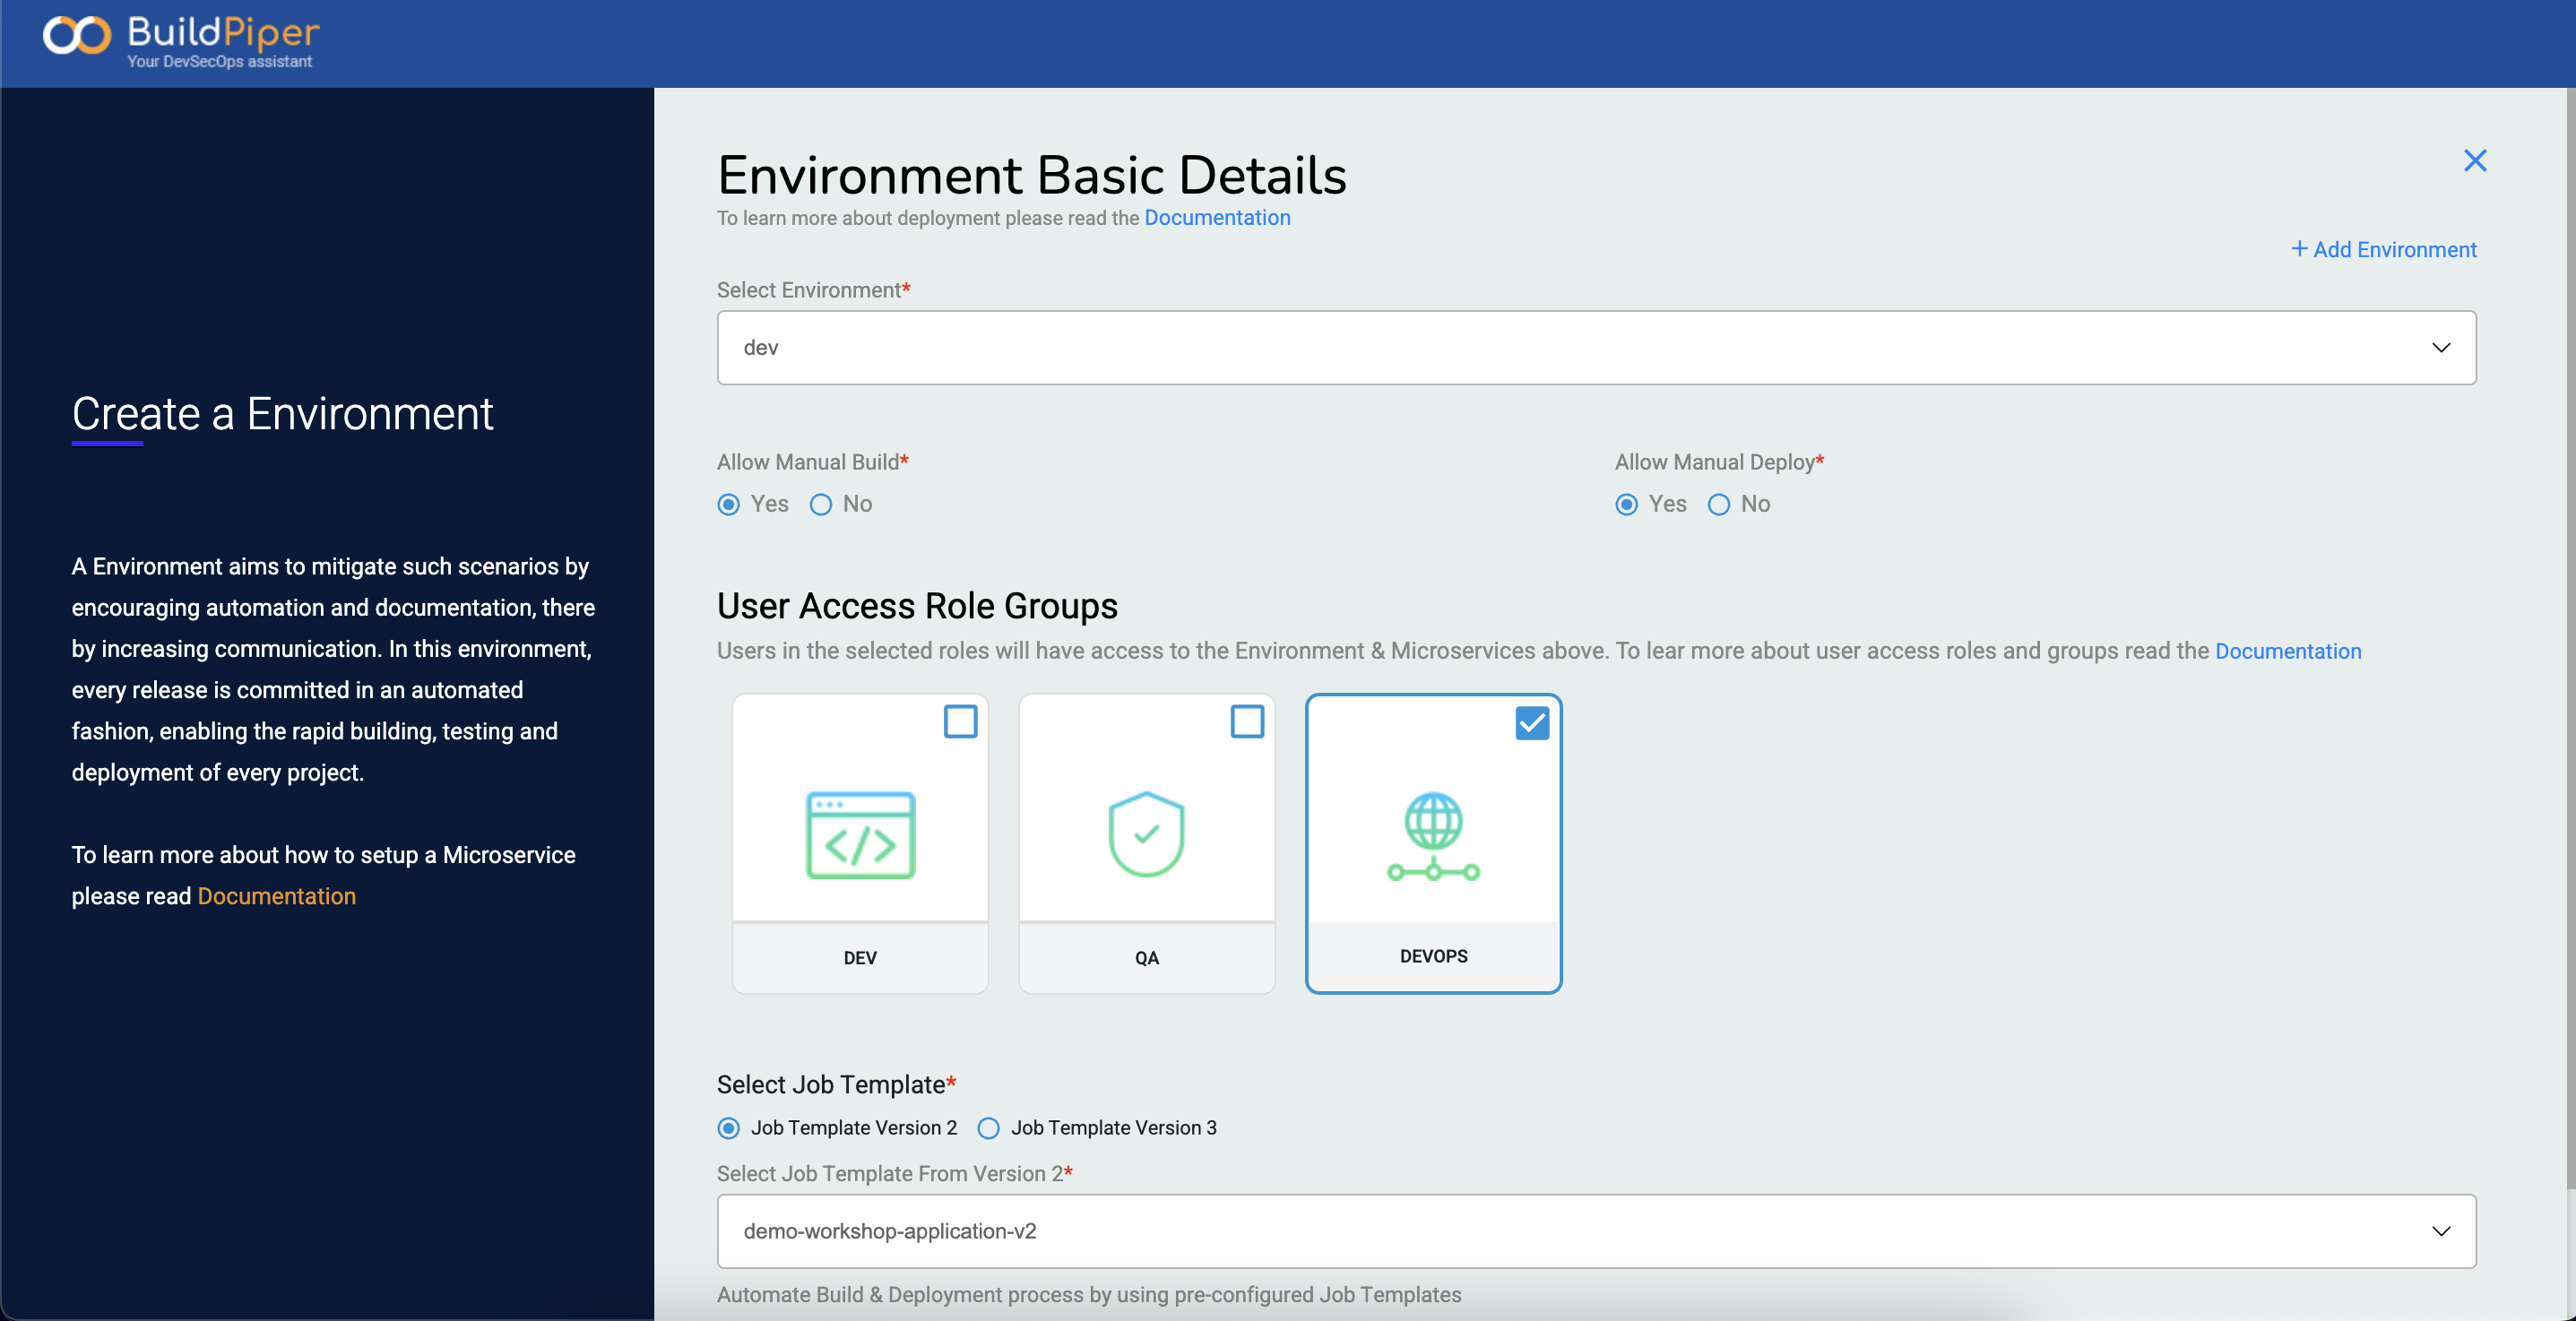 BuildPiper
Your DevSecOps assistant
Create a Environment
A Environment aims to mitigate such scenarios by
encouraging automation and documentation, there
by increasing communication. In this environment,
every release is committed in an automated
fashion, enabling the rapid building, testing and
deployment of every project.
To learn more about how to setup a Microservice
please read Documentation
Environment Basic Details
To learn more about deployment please read the Documentation
+ Add Environment
Select Environment*
dev
Allow Manual Build*
Yes No
Allow Manual Deploy*
Yes No
User Access Role Groups
Users in the selected roles will have access to the Environment & Microservices above. To lear more about user access roles and groups read the Documentation
</>
DEV
QA
DEVOPS
Select Job Template*
Job Template Version 2 Job Template Version 3
Select Job Template From Version 2*
demo-workshop-application-v2
Automate Build & Deployment process by using pre-configured Job Templates